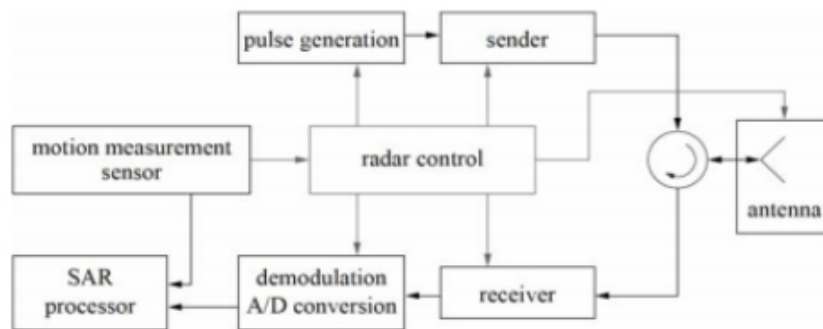 pulse generation
sender
motion measurement
sensor
radar control
antenna
SAR
processor
demodulation
A/D conversion
receiver